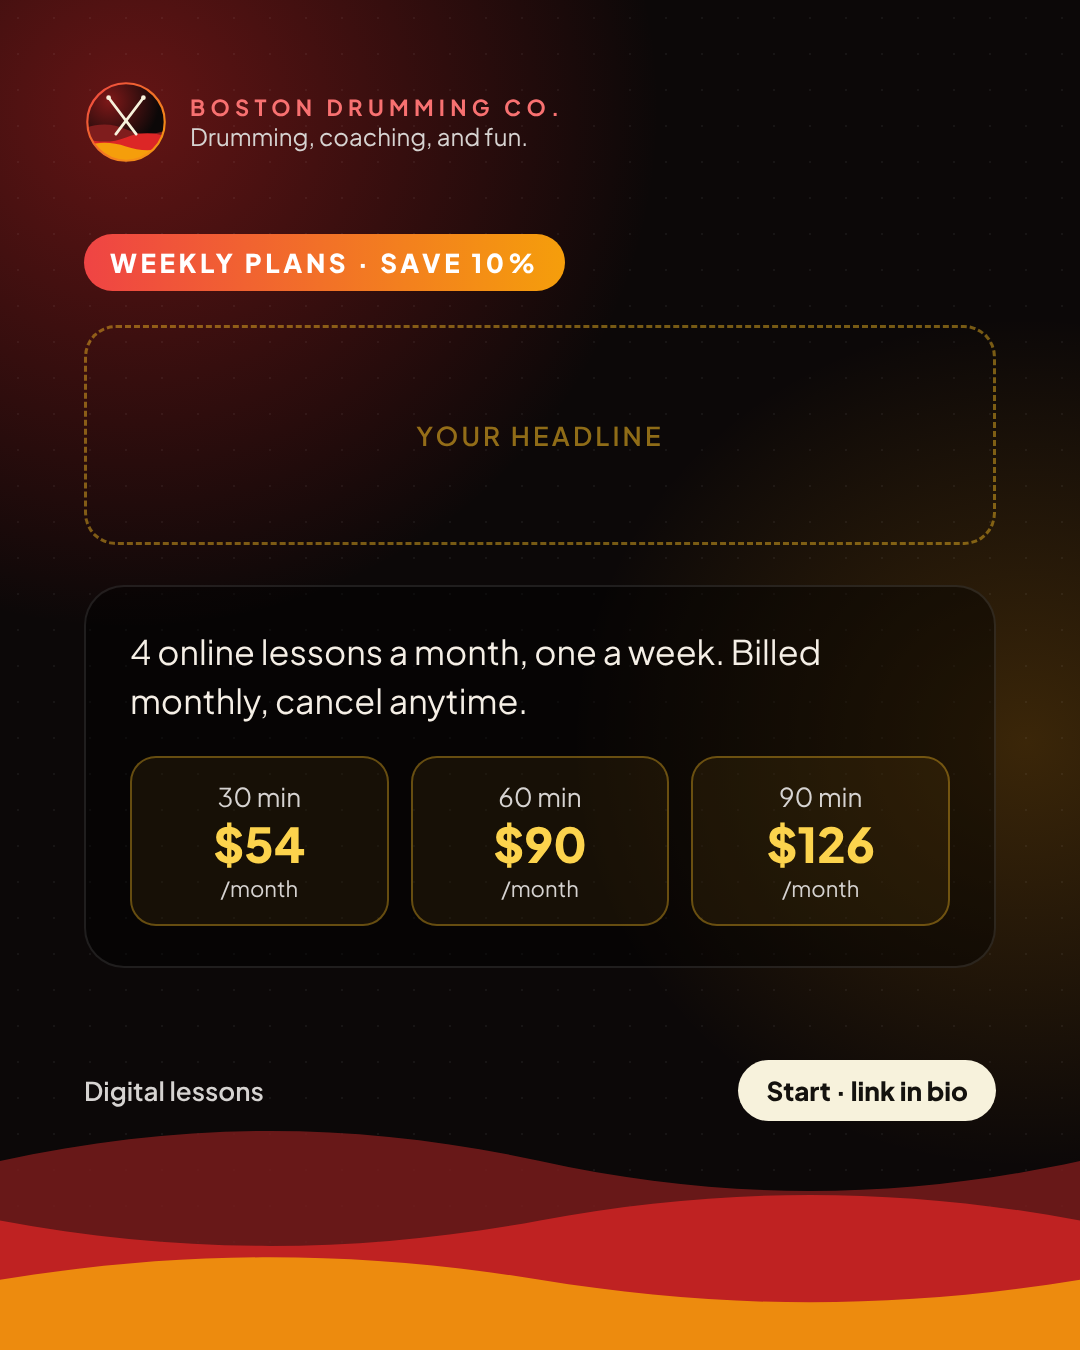 BOSTON DRUMMING CO.
Drumming, coaching, and fun.
WEEKLY PLANS · SAVE 10%
YOUR HEADLINE
4 online lessons a month, one a week. Billed
monthly, cancel anytime.
30 min
$54
/month
60 min
$90
/month
90 min
$126
/month
Digital lessons
Start · link in bio